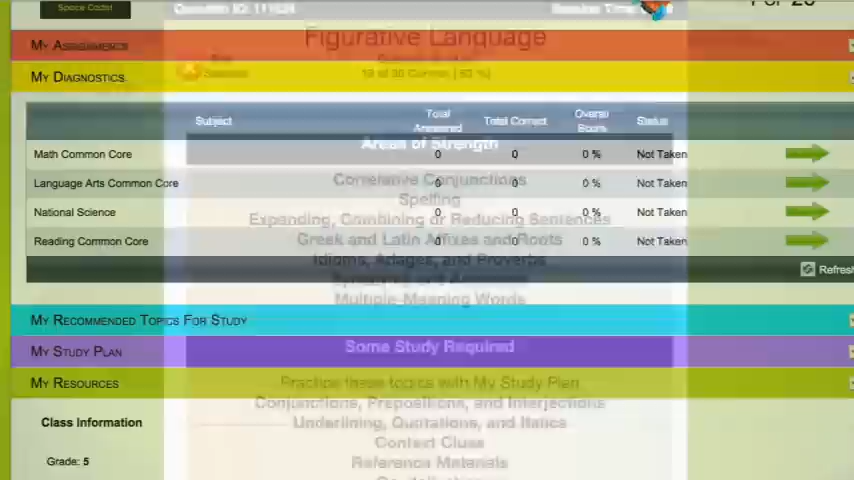 Space Cadet
Figurative Language
MY ASSIGNMENTS
MY DIAGNOSTICS
Subject Total Answered Total Correct Overall Score Status
Areas of Strength
Math Common Core 0 0 0 % Not Taken
Correlative Conjunctions
Language Arts Common Core 0 0 0 % Not Taken
Spelling
National Science 0 0 0 % Not Taken
Expanding, Combining or Reducing Sentences
Reading Common Core 0 0 0 % Not Taken
Greek and Latin Affixes and Roots
Idioms, Adages, and Proverbs
Refresh
Multiple-Meaning Words
MY RECOMMENDED TOPICS FOR STUDY
Some Study Required
MY STUDY PLAN
MY RESOURCES
Practice these topics with My Study Plan
Conjunctions, Prepositions, and Interjections
Class Information
Underlining, Quotations, and Italics
Context Clues
Grade: 5
Reference Materials